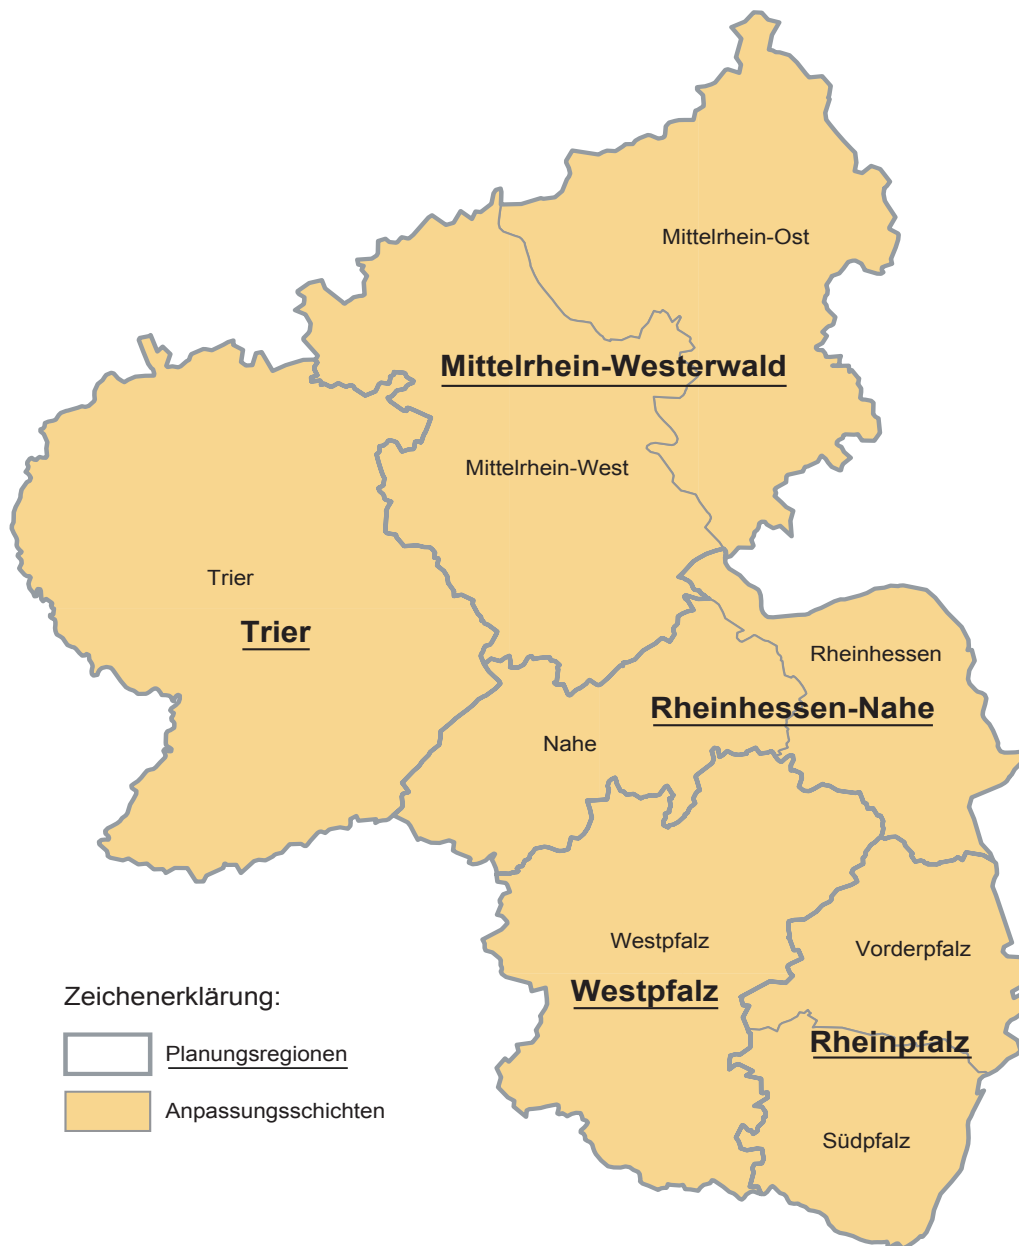 Mittelrhein-Ost
Mittelrhein-Westerwald
Mittelrhein-West
Trier
Trier
Rheinhessen
Rheinhessen-Nahe
Nahe
Westpfalz
Vorderpfalz
Westpfalz
Rheinpfalz
Südpfalz
Zeichenerklärung:
Planungsregionen
Anpassungsschichten